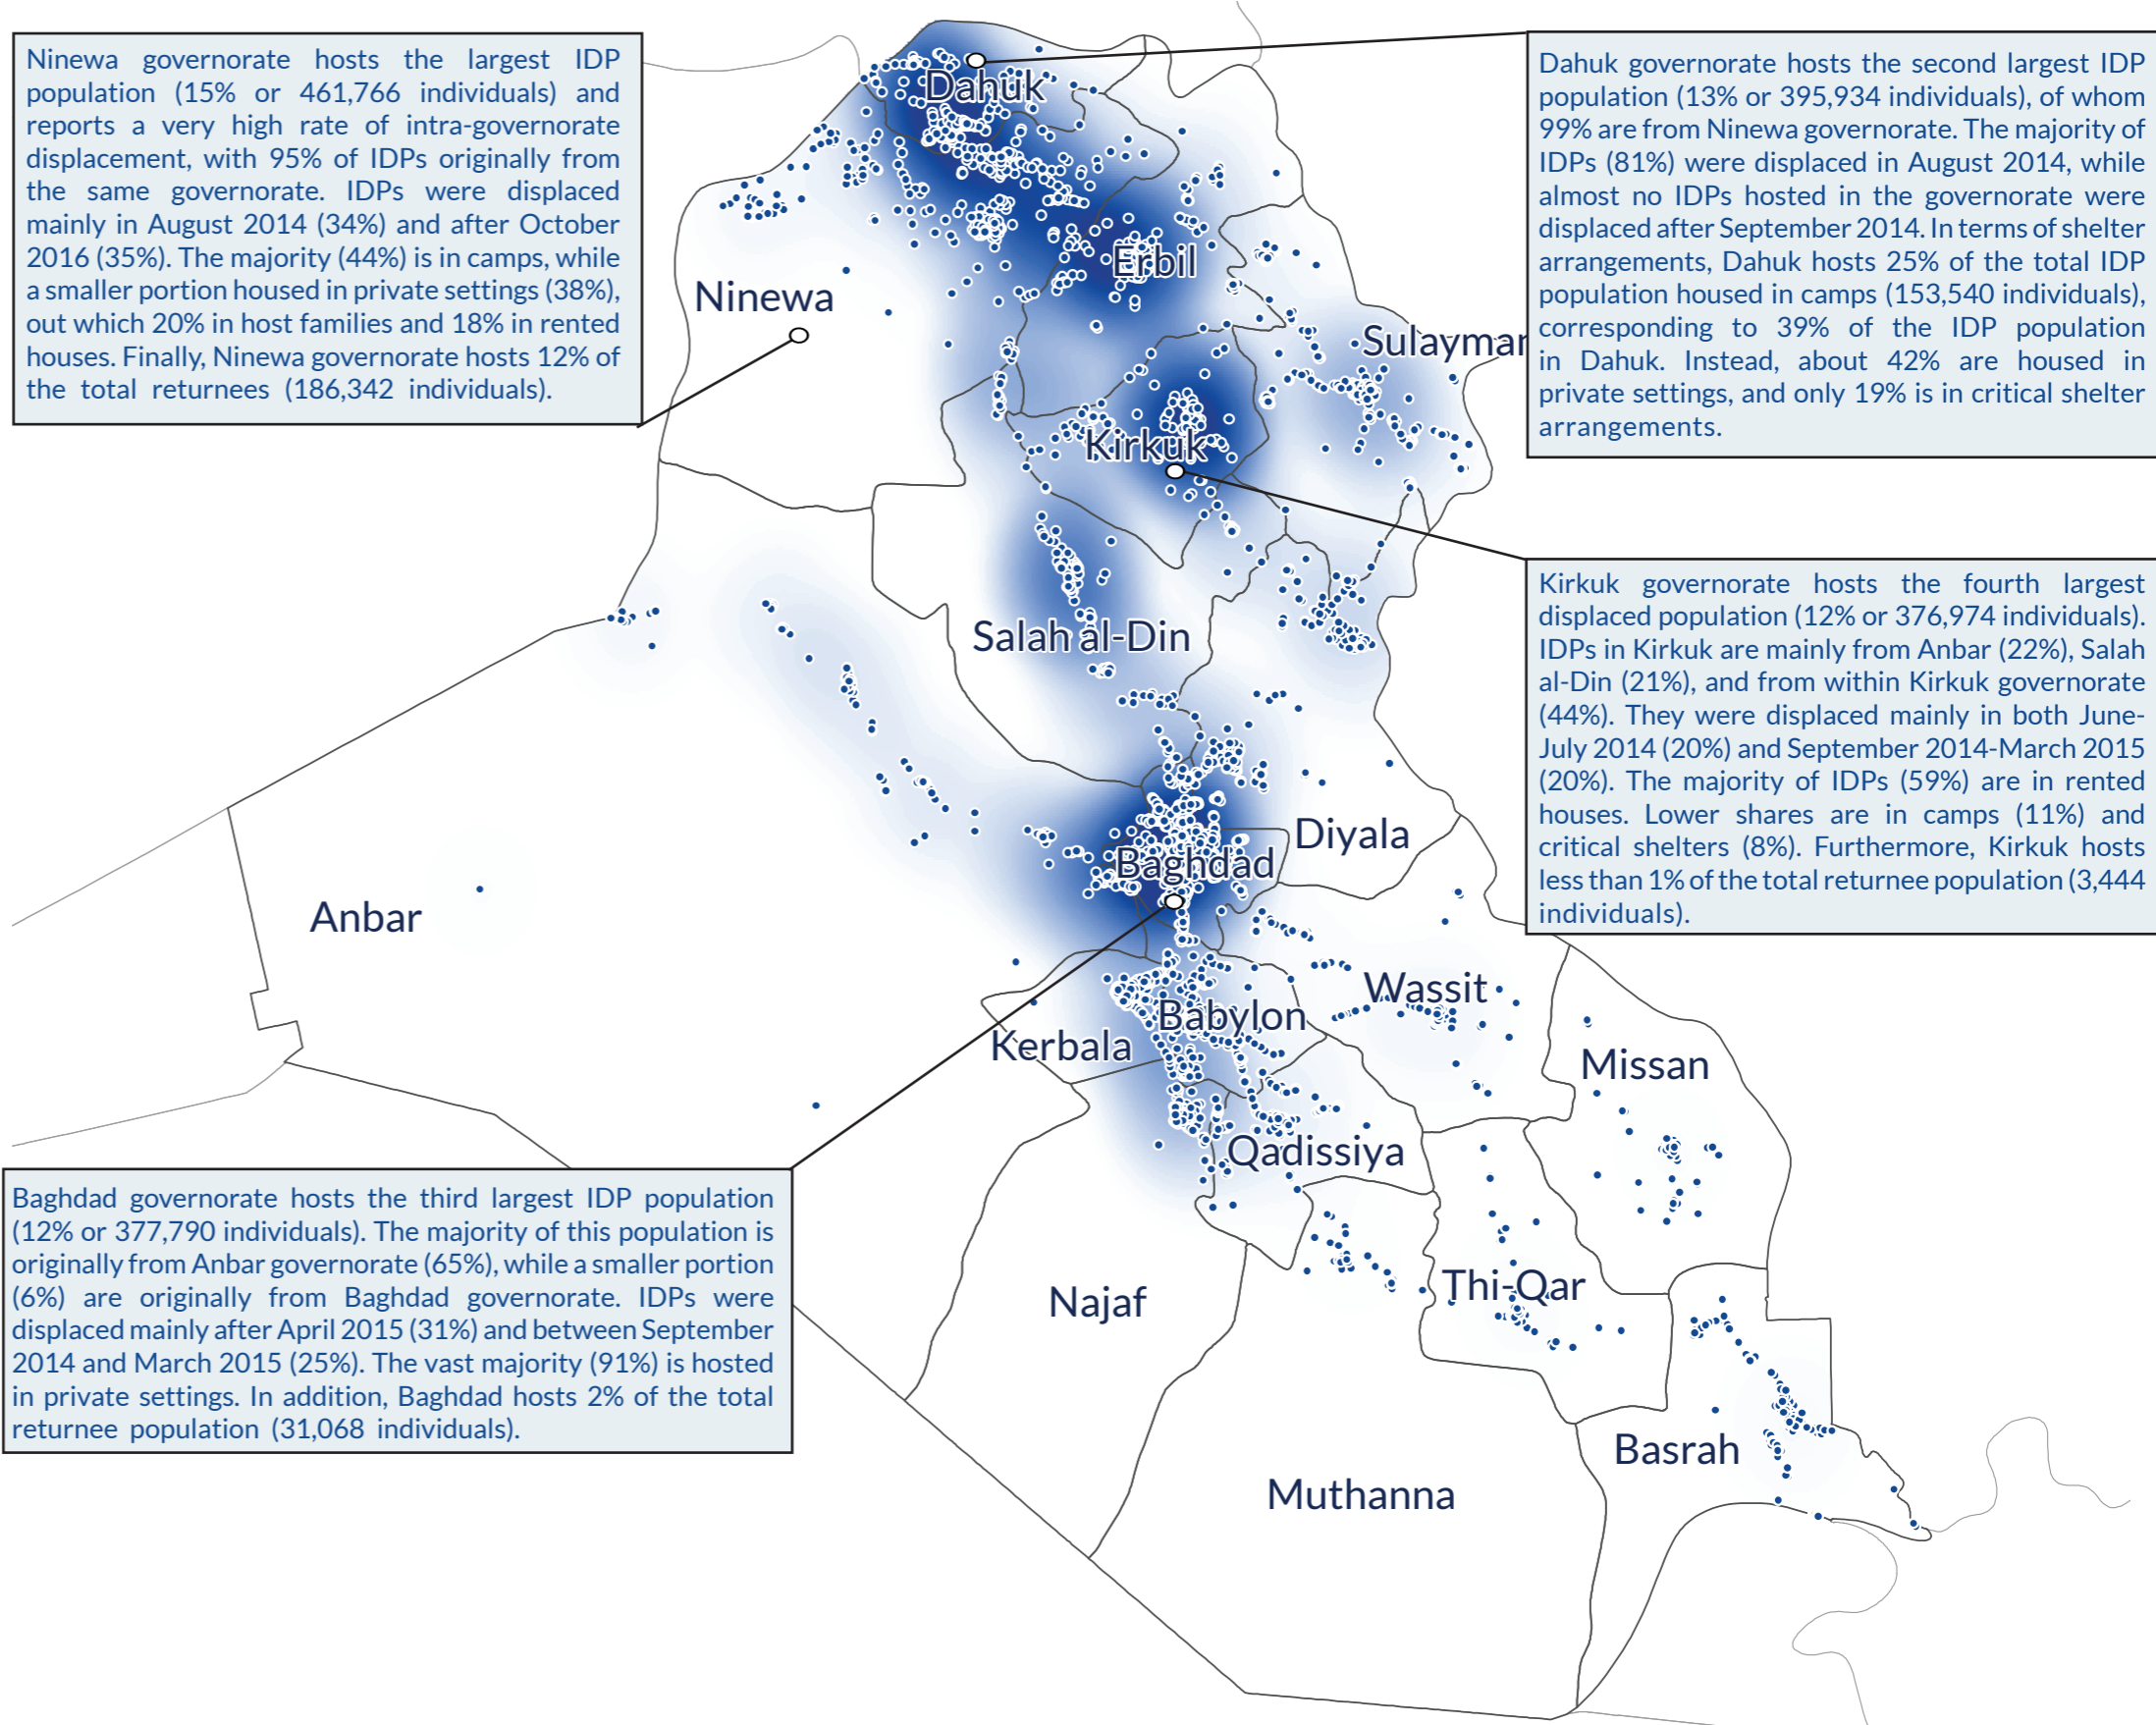 Ninewa governorate hosts the largest IDP
population (15% or 461,766 individuals) and
reports a very high rate of intra-governorate
displacement, with 95% of IDPs originally from
the same governorate. IDPs were displaced
mainly in August 2014 (34%) and after October
2016 (35%). The majority (44%) is in camps, while
a smaller portion housed in private settings (38%),
out which 20% in host families and 18% in rented
houses. Finally, Ninewa governorate hosts 12% of
the total returnees (186,342 individuals).
Dahuk governorate hosts the second largest IDP
population (13% or 395,934 individuals), of whom
99% are from Ninewa governorate. The majority of
IDPs (81%) were displaced in August 2014, while
almost no IDPs hosted in the governorate were
displaced after September 2014. In terms of shelter
arrangements, Dahuk hosts 25% of the total IDP
population housed in camps (153,540 individuals),
corresponding to 39% of the IDP population
in Dahuk. Instead, about 42% are housed in
private settings, and only 19% is in critical shelter
arrangements.
Dahuk
Erbil
Ninewa
Sulaymar
Kirkuk
Kirkuk governorate hosts the fourth largest
displaced population (12% or 376,974 individuals).
IDPs in Kirkuk are mainly from Anbar (22%), Salah
al-Din (21%), and from within Kirkuk governorate
(44%). They were displaced mainly in both June-
July 2014 (20%) and September 2014-March 2015
(20%). The majority of IDPs (59%) are in rented
houses. Lower shares are in camps (11%) and
critical shelters (8%). Furthermore, Kirkuk hosts
less than 1% of the total returnee population (3,444
individuals).
Salah al-Din
Diyala
Baghdad
Anbar
Wassit
Babylon
Kerbala
Missan
Qadissiya
Baghdad governorate hosts the third largest IDP population
(12% or 377,790 individuals). The majority of this population is
originally from Anbar governorate (65%), while a smaller portion
(6%) are originally from Baghdad governorate. IDPs were
displaced mainly after April 2015 (31%) and between September
2014 and March 2015 (25%). The vast majority (91%) is hosted
in private settings. In addition, Baghdad hosts 2% of the total
returnee population (31,068 individuals).
Thi-Qar
Najaf
Basrah
Muthanna